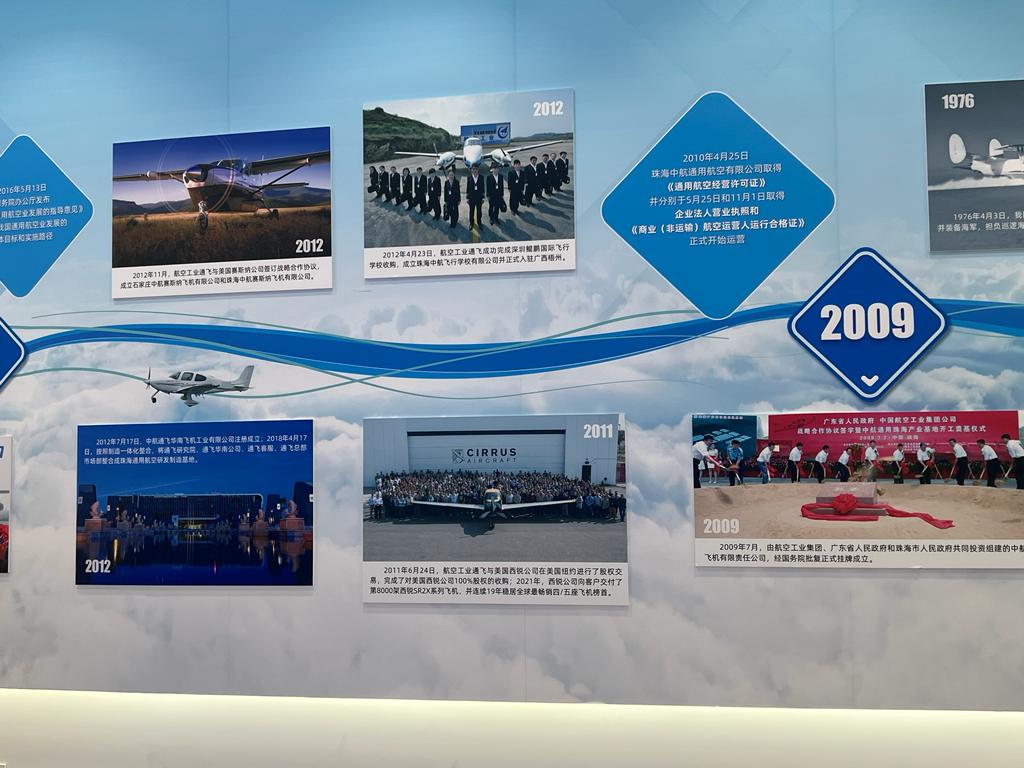 2016年5月13日
务院办公厅发布
用航空业发展的指导意见》
我国通用航空业发展的
体目标和实施路径
2012
2012年11月，航空工业通飞与美国赛斯纳公司签订战略合作协议，
成立石家庄中航赛斯纳飞机有限公司和珠海中航赛斯纳飞机有限公司。
2012
2012年4月23日，航空工业通飞成功完成深圳鲲鹏国际飞行
学校收购，成立珠海中航飞行学校有限公司并正式入驻广西梧州。
2010年4月25日
珠海中航通用航空有限公司取得
《通用航空经营许可证》
并分别于5月25日和11月1日取得
企业法人营业执照和
《商业（非运输）航空运营人运行合格证》
正式开始运营
1976
1976年4月3日，我
并装备海军，担负巡逻海
2009
2012年7月17日，中航通飞华南飞机工业有限公司注册成立；2018年4月17
日，按照制造一体化整合，将通飞研究院、通飞华南公司、通飞客服、通飞总部
市场部整合成珠海通用航空研发制造基地。
2012
2011
CIRRUS
AIRCRAFT
2011年6月24日，航空工业通飞与美国西锐公司在美国纽约进行了股权交
易，完成了对美国西锐公司100%股权的收购；2021年，西锐公司向客户交付了
第8000架西锐SR2X系列飞机，并连续19年稳居全球最畅销四/五座飞机榜首。
广东省人民政府 中国航空工业集团公司
战略合作协议签字暨中航通用珠海产业基地开工奠基仪式
2009
2009年7月，由航空工业集团、广东省人民政府和珠海市人民政府共同投资组建的中航
飞机有限责任公司，经国务院批复正式挂牌成立。